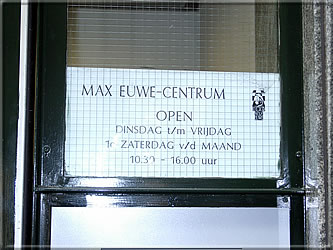 MAX EUWE-CENTRUM
OPEN
DINSDAG t/m VRIJDAG
1e ZATERDAG v/d MAAND
10.30 - 16.00 uur